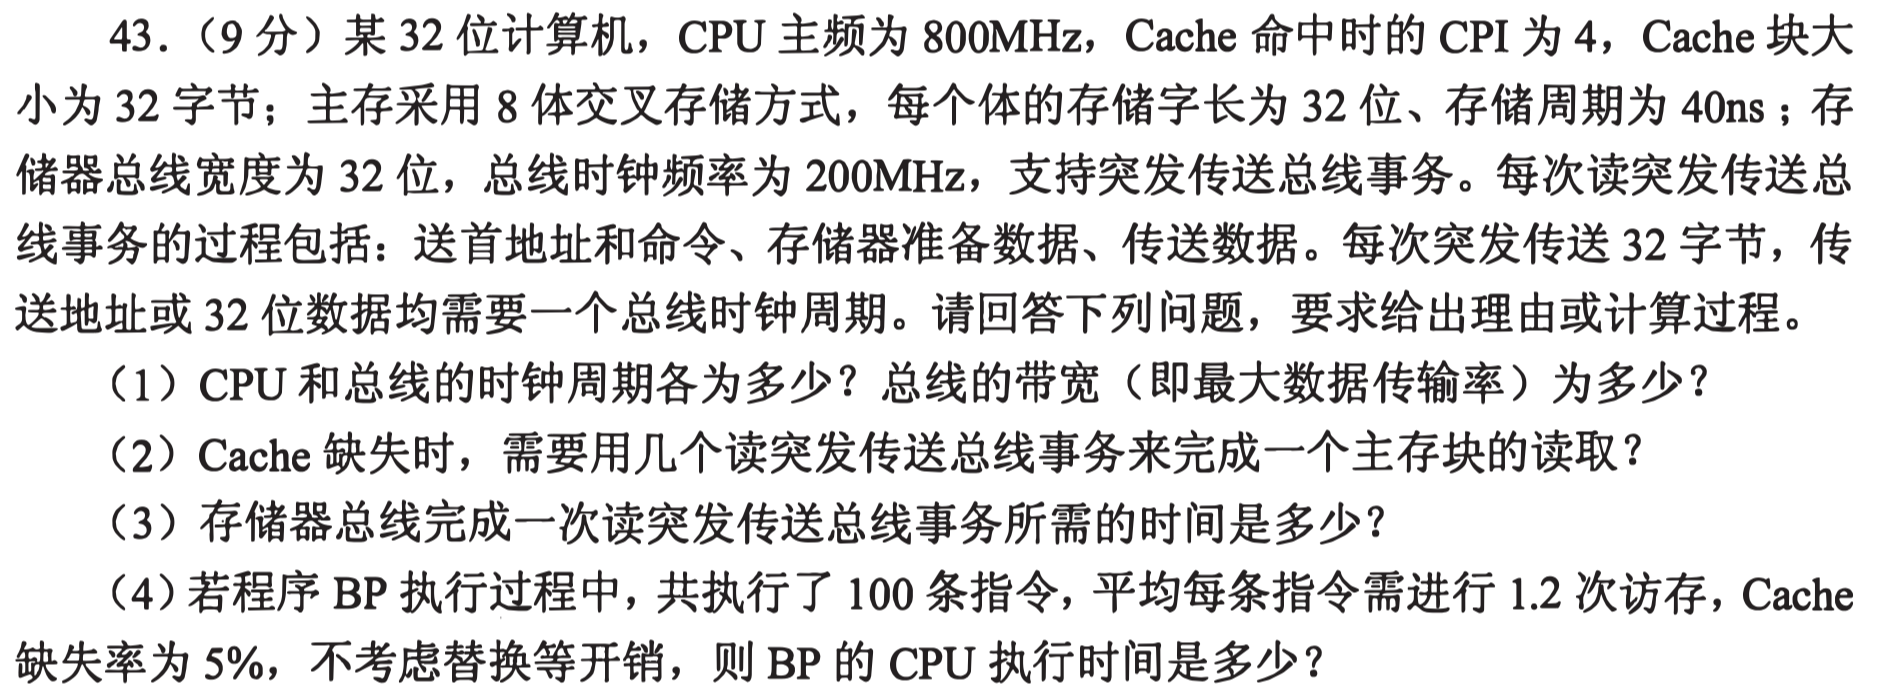 43.（9 分）某 32 位计算机，CPU 主频为 800MHz，Cache 命中时的 CPI 为 4，Cache 块大
小为 32 字节；主存采用 8 体交叉存储方式，每个体的存储字长为 32 位、存储周期为 40ns；存
储器总线宽度为 32 位，总线时钟频率为 200MHz，支持突发传送总线事务。每次读突发传送总
线事务的过程包括：送首地址和命令、存储器准备数据、传送数据。每次突发传送 32 字节，传
送地址或 32 位数据均需要一个总线时钟周期。请回答下列问题，要求给出理由或计算过程。
（1）CPU 和总线的时钟周期各为多少？总线的带宽（即最大数据传输率）为多少？
（2）Cache 缺失时，需要用几个读突发传送总线事务来完成一个主存块的读取？
（3）存储器总线完成一次读突发传送总线事务所需的时间是多少？
（4）若程序 BP 执行过程中，共执行了 100 条指令，平均每条指令需进行 1.2 次访存，Cache
缺失率为 5%，不考虑替换等开销，则 BP 的 CPU 执行时间是多少？